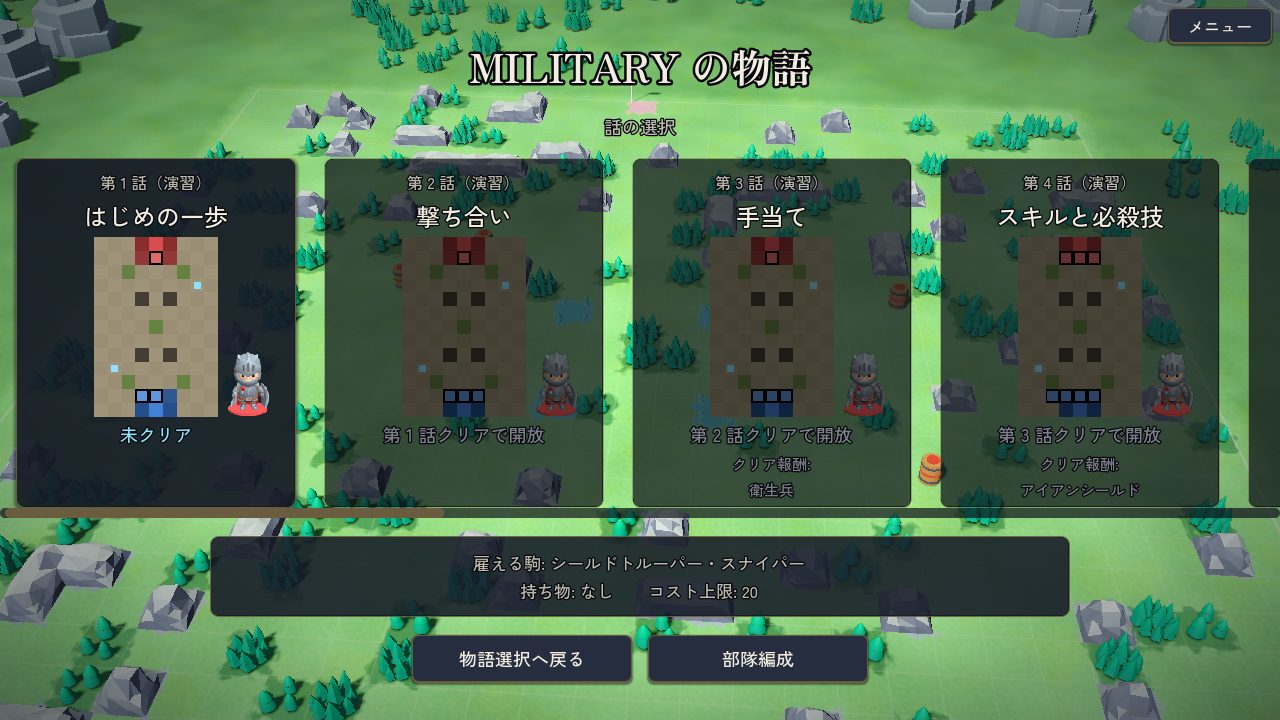 メニュー
MILITARY の物語
話の選択
第1話（演習）
はじめの一歩
未クリア
第2話（演習）
撃ち合い
第1話クリアで開放
第3話（演習）
手当て
第2話クリアで開放
クリア報酬:
衛生兵
第4話（演習）
スキルと必殺技
第3話クリアで開放
クリア報酬:
アイアンシールド
雇える駒: シールドトルーパー・スナイパー
持ち物: なし　コスト上限: 20
物語選択へ戻る
部隊編成